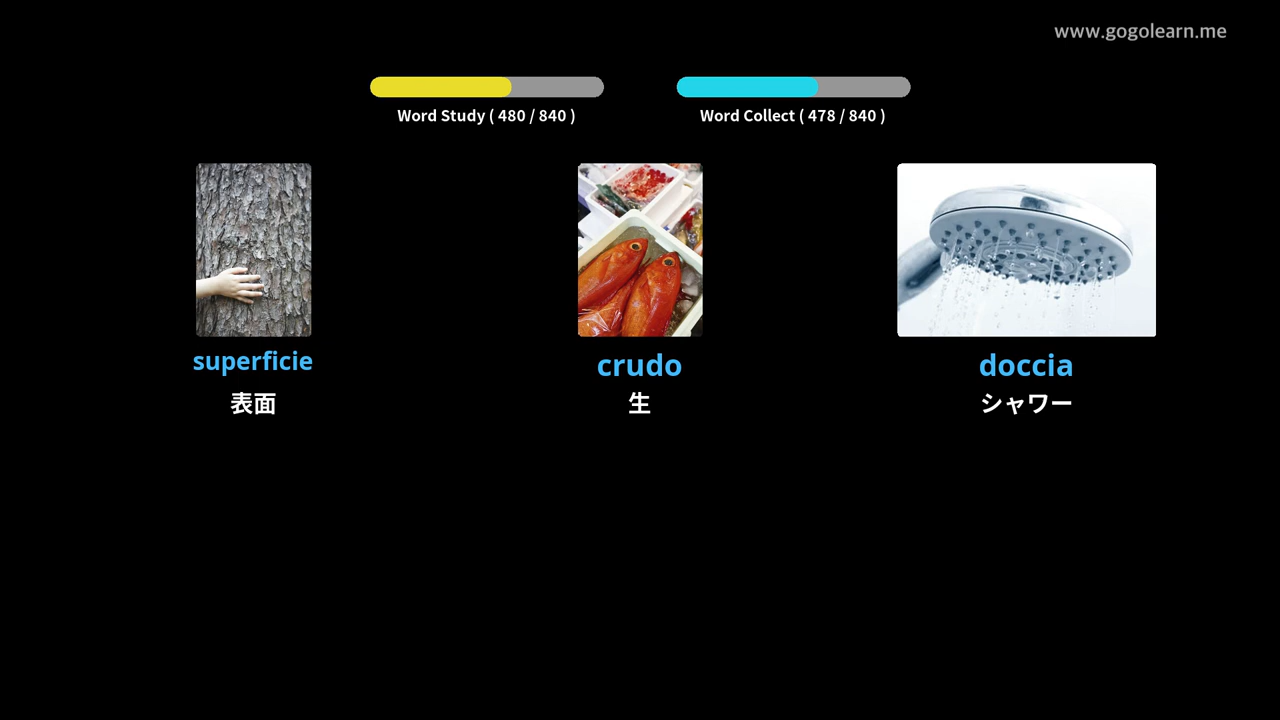 www.gogolearn.me
Word Study ( 480 / 840 )
Word Collect ( 478 / 840 )
superficie
crudo
doccia
表面
生
シャワー